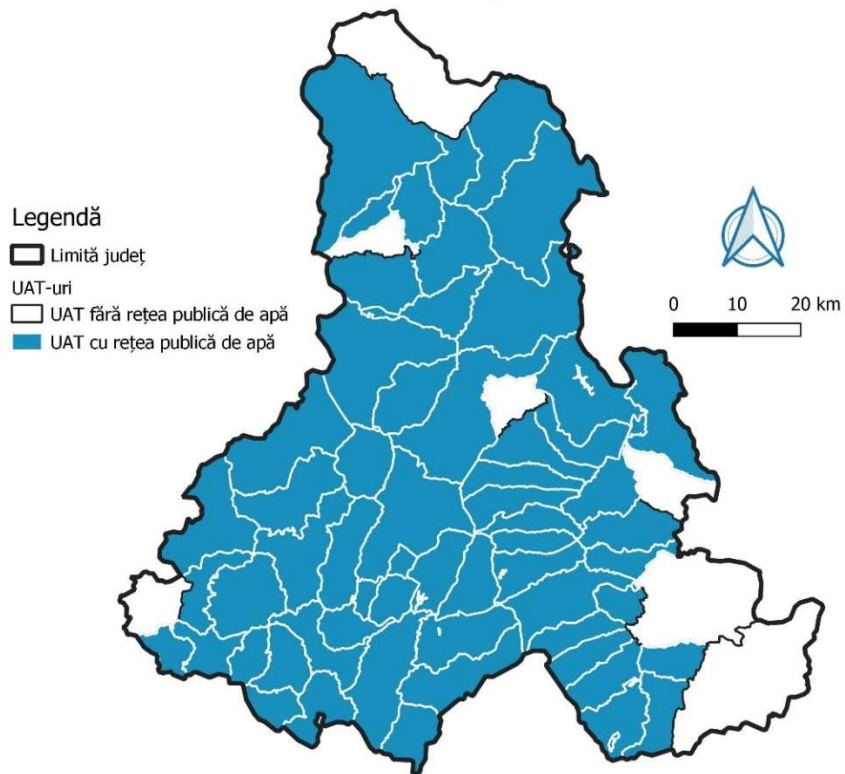 Legendă
Limită județ
UAT-uri
UAT fără rețea publică de apă
UAT cu rețea publică de apă
0 10 20 km